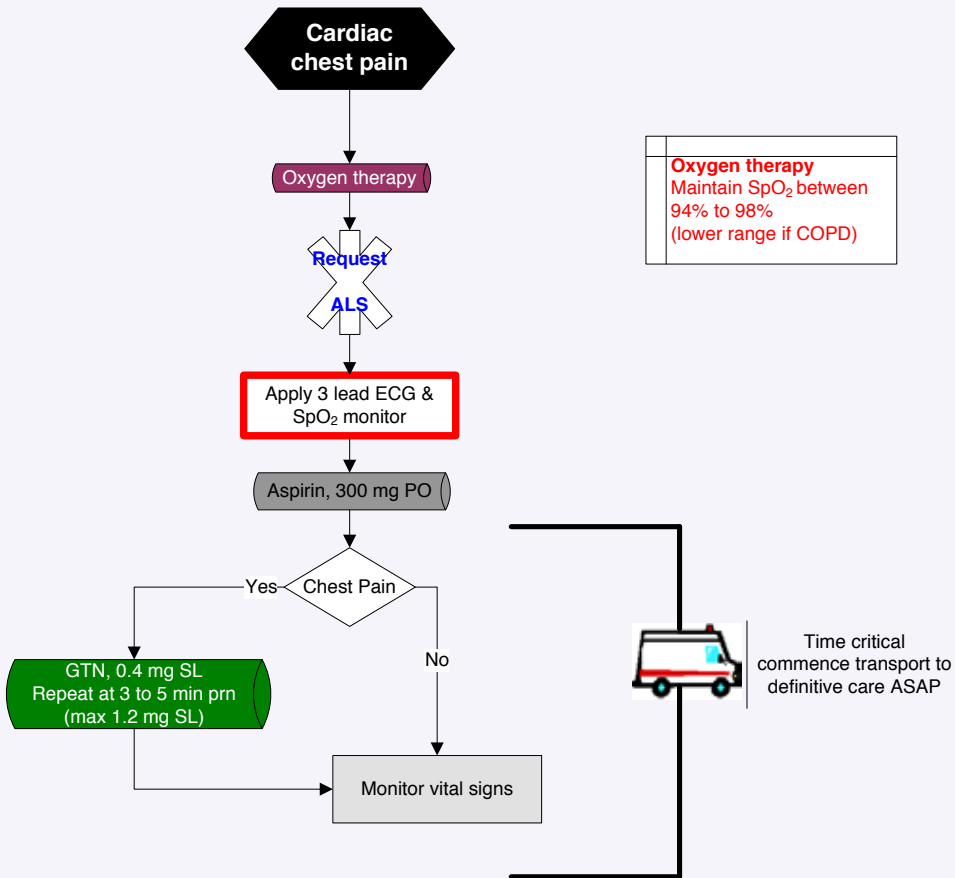 Cardiac
chest pain
Oxygen therapy
Oxygen therapy
Maintain SpO₂ between
94% to 98%
(lower range if COPD)
Request
ALS
Apply 3 lead ECG &
SpO₂ monitor
Aspirin, 300 mg PO
Chest Pain
Yes
No
GTN, 0.4 mg SL
Repeat at 3 to 5 min prn
(max 1.2 mg SL)
Time critical
commence transport to
definitive care ASAP
Monitor vital signs